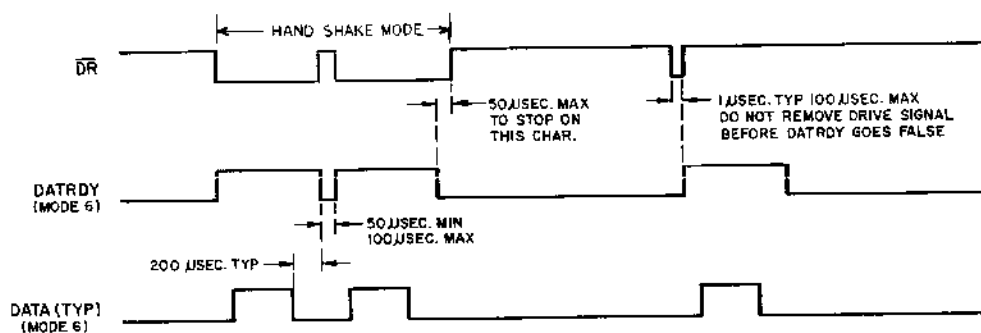 HAND SHAKE MODE
DR
50 µSEC. MAX
TO STOP ON
THIS CHAR.
1 µSEC. TYP 100 µSEC. MAX
DO NOT REMOVE DRIVE SIGNAL
BEFORE DATRDY GOES FALSE
DATRDY
(MODE 6)
50 µSEC. MIN
100 µSEC. MAX
200 µSEC. TYP
DATA (TYP)
(MODE 6)